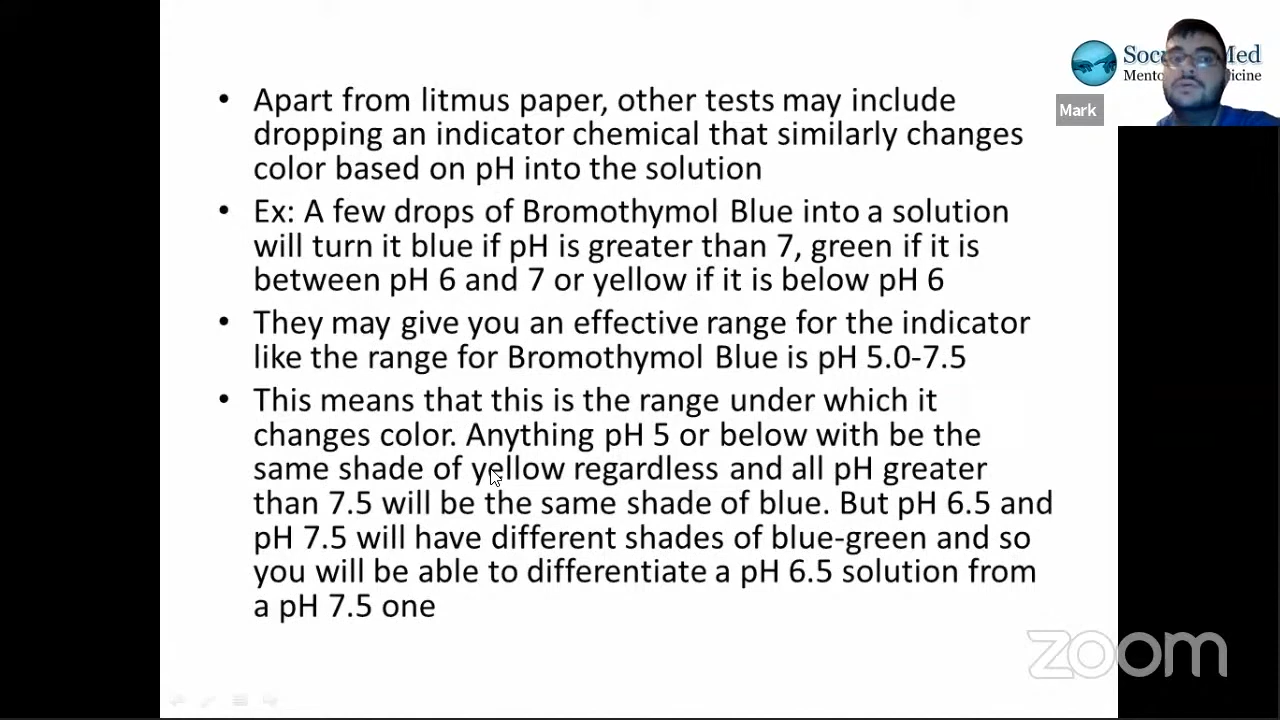 • Apart from litmus paper, other tests may include
dropping an indicator chemical that similarly changes
color based on pH into the solution
• Ex: A few drops of Bromothymol Blue into a solution
will turn it blue if pH is greater than 7, green if it is
between pH 6 and 7 or yellow if it is below pH 6
• They may give you an effective range for the indicator
like the range for Bromothymol Blue is pH 5.0-7.5
• This means that this is the range under which it
changes color. Anything pH 5 or below with be the
same shade of yellow regardless and all pH greater
than 7.5 will be the same shade of blue. But pH 6.5 and
pH 7.5 will have different shades of blue-green and so
you will be able to differentiate a pH 6.5 solution from
a pH 7.5 one
Med
Mark
zoom